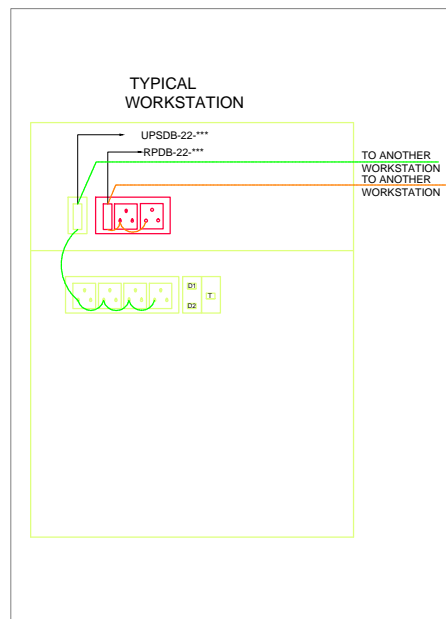 TYPICAL
WORKSTATION
UPSDB-22-***
RPDB-22-***
TO ANOTHER
WORKSTATION
TO ANOTHER
WORKSTATION
D1
T
D2